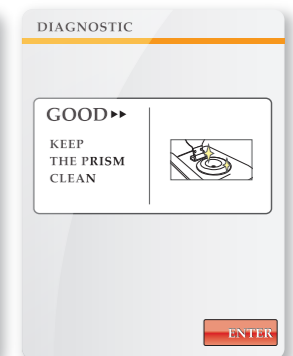 DIAGNOSTIC
GOOD▸▸
KEEP
THE PRISM
CLEAN
ENTER